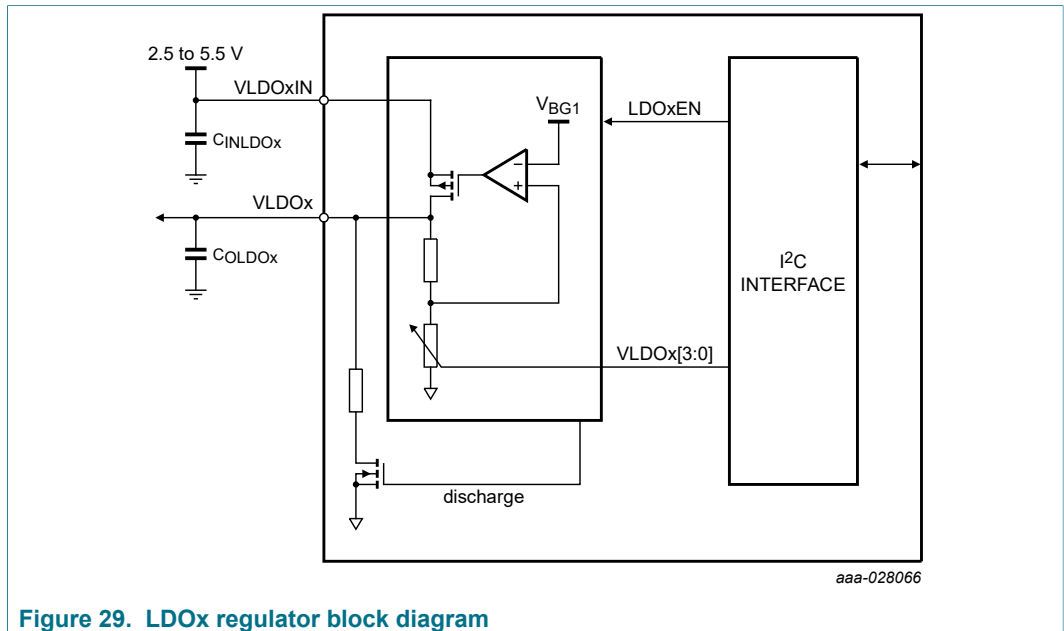 2.5 to 5.5 V
VLDOxIN
CINLDOx
VBG1
LDOxEN
−
+
VLDOx
COLDOx
I2C
INTERFACE
VLDOx[3:0]
discharge
aaa-028066
Figure 29. LDOx regulator block diagram